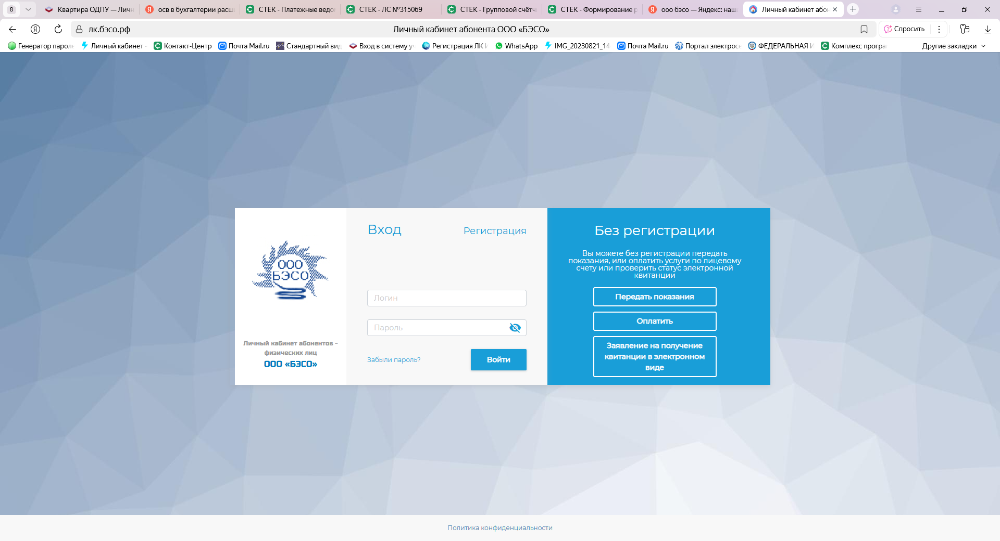 8
Квартира ОДПУ — Личн
осв в бухгалтерии расш
СТЕК - Платежные ведо
СТЕК - ЛС №315069
СТЕК - Групповой счётч
СТЕК - Формирование р
ооо бэсо — Яндекс: наш
Личный кабинет абон
лк.бэсо.рф
Личный кабинет абонента ООО «БЭСО»
Спросить
Генератор пароле
Личный кабинет -
Контакт-Центр
Почта Mail.ru
Стандартный вид
Вход в систему уч
Регистрация ЛК И
WhatsApp
IMG_20230821_14
Почта Mail.ru
Портал электросе
ФЕДЕРАЛЬНАЯ И
Комплекс програ
Другие закладки
ООО
БЭСО
Личный кабинет абонентов -
физических лиц
ООО «БЭСО»
Вход
Регистрация
Логин
Пароль
Забыли пароль?
Войти
Без регистрации
Вы можете без регистрации передать
показания, или оплатить услуги по лицевому
счету или проверить статус электронной
квитанции
Передать показания
Оплатить
Заявление на получение
квитанции в электронном
виде
Политика конфиденциальности